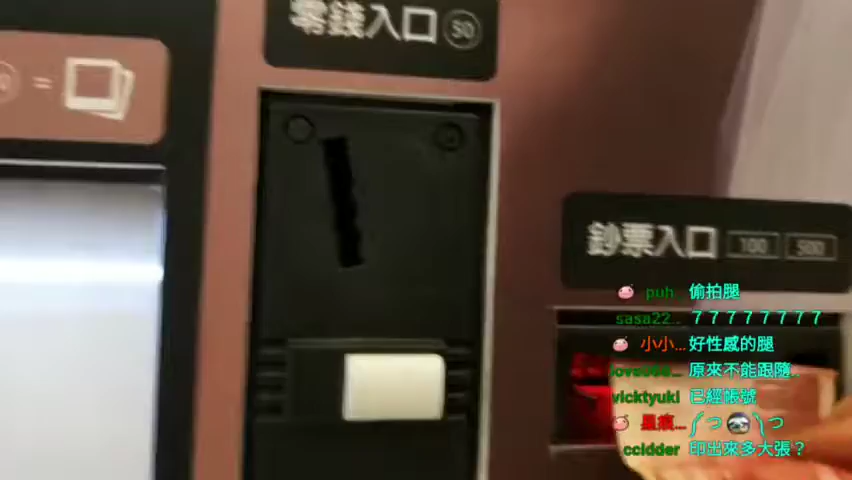 零錢入口 50
=
鈔票入口 100 500
puh.. 偷拍腿
sasa22.. 7 7 7 7 7 7 7 7
小小... 好性感的腿
原來不能跟隨..
vicktyuki 已經帳號
ccidder 印出來多大張？